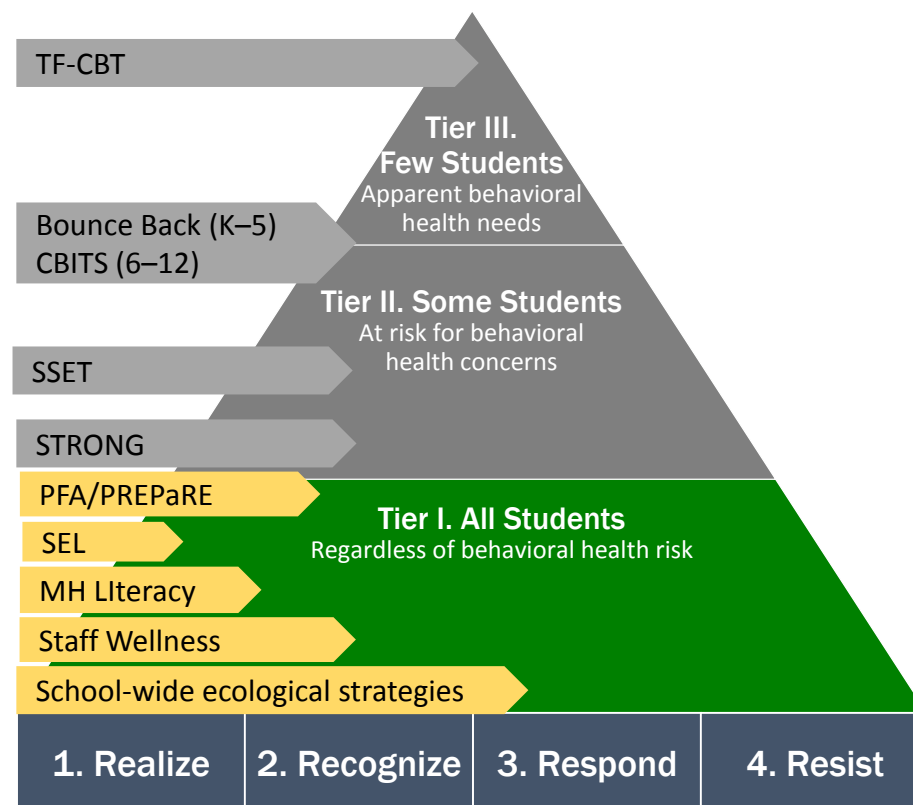 TF-CBT
Tier III.
Few Students
Apparent behavioral
health needs
Bounce Back (K–5)
CBITS (6–12)
Tier II. Some Students
At risk for behavioral
health concerns
SSET
STRONG
PFA/PREPaRE
Tier I. All Students
Regardless of behavioral health risk
SEL
MH LIteracy
Staff Wellness
School-wide ecological strategies
1. Realize
2. Recognize
3. Respond
4. Resist